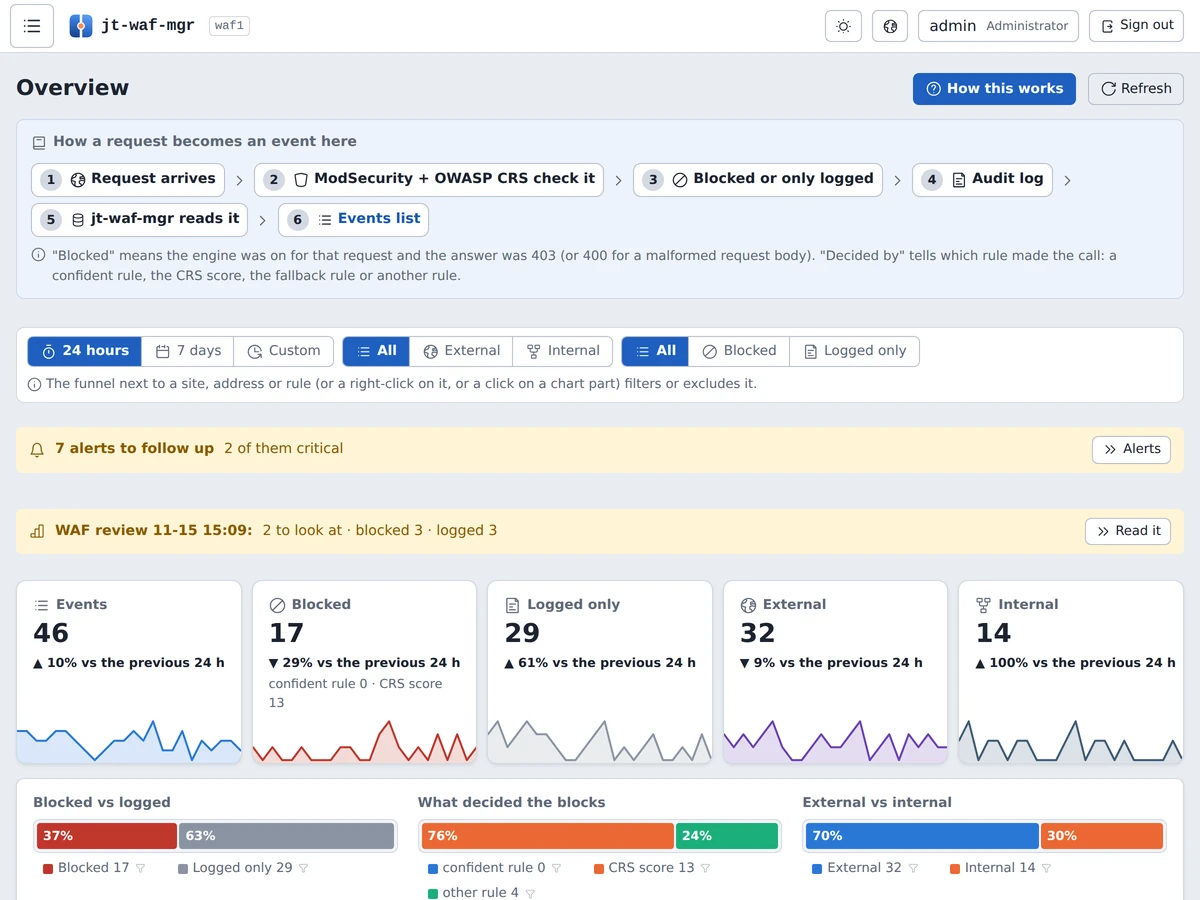 jt-waf-mgr waf1 admin Administrator Sign out
Overview How this works Refresh
How a request becomes an event here
1 Request arrives 2 ModSecurity + OWASP CRS check it 3 Blocked or only logged 4 Audit log
5 jt-waf-mgr reads it 6 Events list
"Blocked" means the engine was on for that request and the answer was 403 (or 400 for a malformed request body). "Decided by" tells which rule made the call: a
confident rule, the CRS score, the fallback rule or another rule.
24 hours 7 days Custom All External Internal All Blocked Logged only
The funnel next to a site, address or rule (or a right-click on it, or a click on a chart part) filters or excludes it.
7 alerts to follow up 2 of them critical Alerts
WAF review 11-15 15:09: 2 to look at · blocked 3 · logged 3 Read it
Events
46
▲ 10% vs the previous 24 h
Blocked
17
▼ 29% vs the previous 24 h
confident rule 0 · CRS score
13
Logged only
29
▲ 61% vs the previous 24 h
External
32
▼ 9% vs the previous 24 h
Internal
14
▲ 100% vs the previous 24 h
Blocked vs logged
37% 63%
Blocked 17 Logged only 29
What decided the blocks
76% 24%
confident rule 0 CRS score 13
other rule 4
External vs internal
70% 30%
External 32 Internal 14